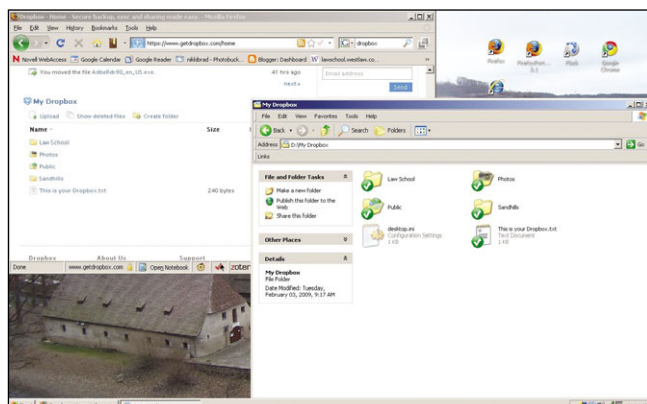 Dropbox - Home - Secure backup, sync and sharing made easy. - Mozilla Firefox
File Edit View History Bookmarks Tools Help
https://www.getdropbox.com/home
dropbox
Novell WebAccess
Google Calendar
Google Reader
nikkibrad - Photobuck...
Blogger: Dashboard
lawschool.westlaw.co...
You moved the file AdbeRdr90_en_US.exe.
41 hrs ago
next »
Email address
Send
My Dropbox
Upload Show deleted files Create folder
Name Size
Law School
Photos
Public
Sandhills
This is your Dropbox.txt 240 bytes
Dropbox About Us Support
Done www.getdropbox.com Open Notebook
Firefox
Flock
Google Chrome
My Dropbox
File Edit View Favorites Tools Help
Back Search Folders
Address D:\My Dropbox Go
Links
File and Folder Tasks
Make a new folder
Publish this folder to the Web
Share this folder
Other Places
Details
My Dropbox
File Folder
Date Modified: Tuesday, February 03, 2009, 9:17 AM
Law School
Photos
Public
Sandhills
desktop.ini
Configuration Settings
1 KB
This is your Dropbox.txt
Text Document
1 KB